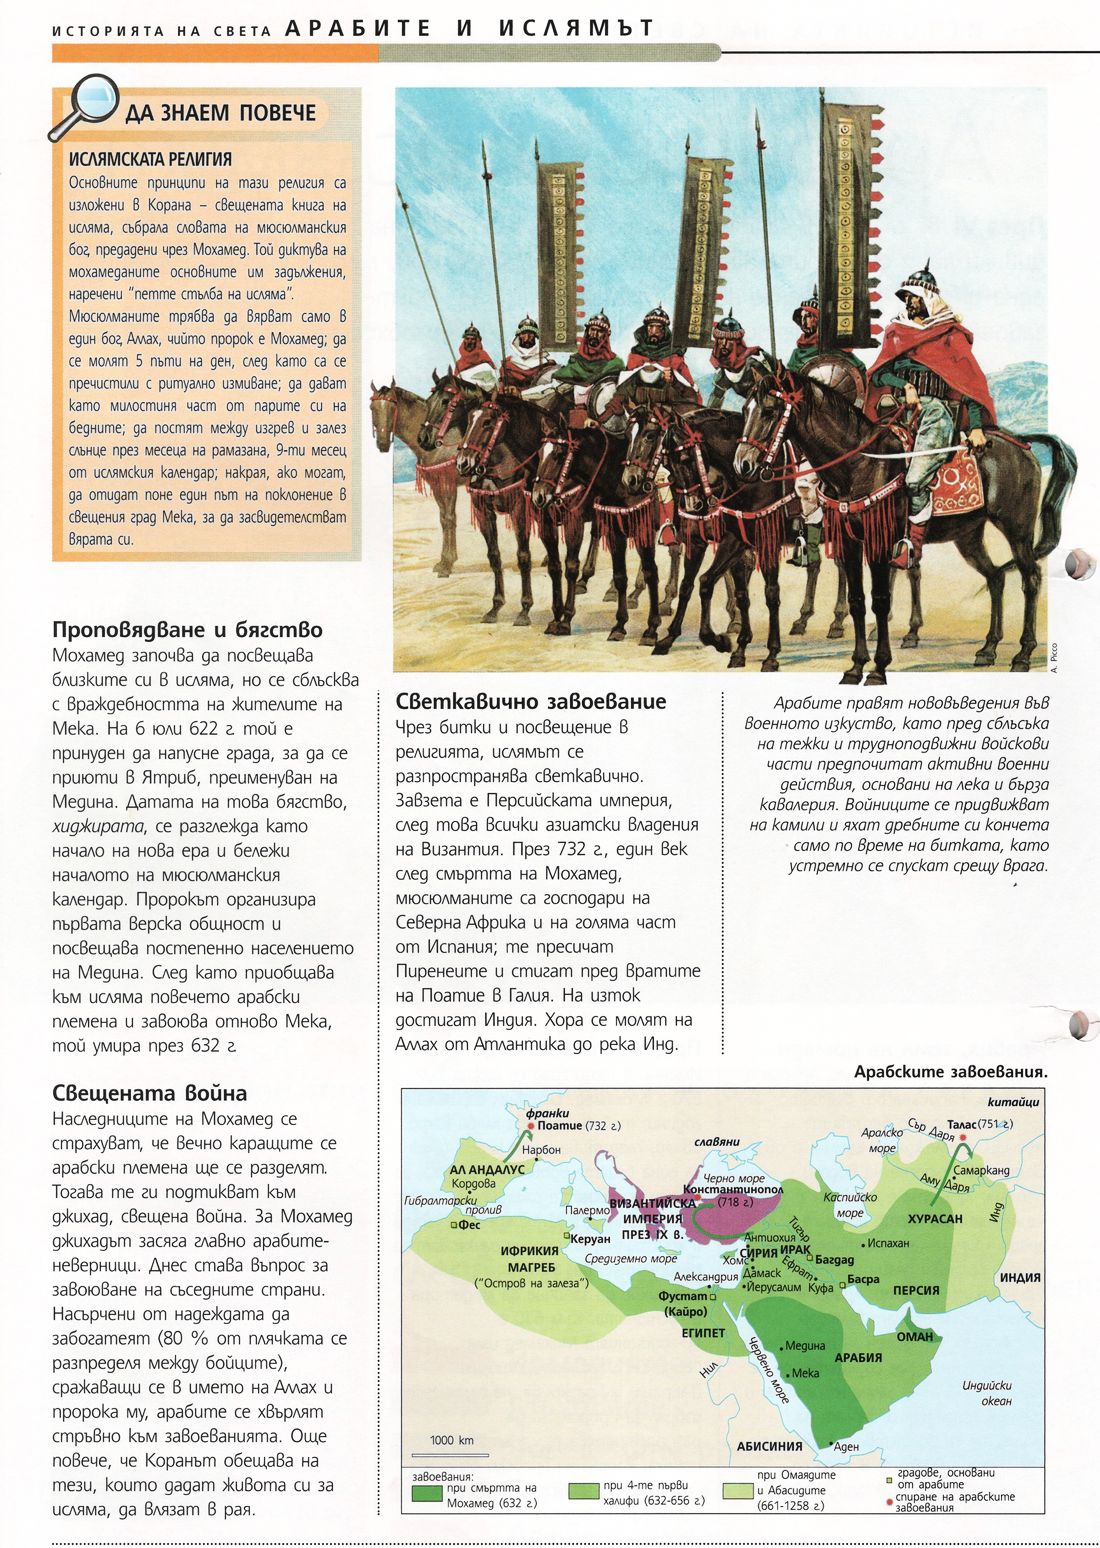 ИСТОРИЯТА НА СВЕТА АРАБИТЕ И ИСЛЯМЪТ
ДА ЗНАЕМ ПОВЕЧЕ
ИСЛЯМСКАТА РЕЛИГИЯ
Основните принципи на тази религия са
изложени в Корана – свещената книга на
исляма, събрала словата на мюсюлманския
бог, предадени чрез Мохамед. Той диктува на
мохамеданите основните им задължения,
наречени "петте стълба на исляма".
Мюсюлманите трябва да вярват само в
един бог, Аллах, чийто пророк е Мохамед; да
се молят 5 пъти на ден, след като са се
пречистили с ритуално измиване; да дават
като милостиня част от парите си на
бедните; да постят между изгрев и залез
слънце през месеца на рамазана, 9-ти месец
от ислямския календар; накрая, ако могат,
да отидат поне един път на поклонение в
свещения град Мека, за да засвидетелстват
вярата си.
А. Ріссо
Проповядване и бягство
Мохамед започва да посвещава
близките си в исляма, но се сблъсква
с враждебността на жителите на
Мека. На 6 юли 622 г. той е
принуден да напусне града, за да се
приюти в Ятриб, преименуван на
Медина. Датата на това бягство,
хиджирата, се разглежда като
начало на нова ера и бележи
началото на мюсюлманския
календар. Пророкът организира
първата верска общност и
посвещава постепенно населението
на Медина. След като приобщава
към исляма повечето арабски
племена и завоюва отново Мека,
той умира през 632 г.
Свещената война
Наследниците на Мохамед се
страхуват, че вечно каращите се
арабски племена ще се разделят.
Тогава те ги подтикват към
джихад, свещена война. За Мохамед
джихадът засяга главно арабите-
неверници. Днес става въпрос за
завоюване на съседните страни.
Насърчени от надеждата да
забогатеят (80 % от плячката се
разпределя между бойците),
сражаващи се в името на Аллах и
пророка му, арабите се хвърлят
стръвно към завоеванията. Още
повече, че Коранът обещава на
тези, които дадат живота си за
исляма, да влязат в рая.
Светкавично завоевание
Чрез битки и посвещение в
религията, ислямът се
разпространява светкавично.
Завзета е Персийската империя,
след това всички азиатски владения
на Византия. През 732 г., един век
след смъртта на Мохамед,
мюсюлманите са господари на
Северна Африка и на голяма част
от Испания; те пресичат
Пиренеите и стигат пред вратите
на Поатие в Галия. На изток
достигат Индия. Хора се молят на
Аллах от Атлантика до река Инд.
Арабите правят нововъведения във
военното изкуство, като пред сблъсъка
на тежки и трудноподвижни войскови
части предпочитат активни военни
действия, основани на лека и бърза
кавалерия. Войниците се придвижват
на камили и яхат дребните си кончета
само по време на битката, като
устремно се спускат срещу врага.
Арабските завоевания.
франки
Поатие (732 г.)
китайци
Талас (751 г.)
Сър Даря
Аралско
море
славяни
Нарбон
АЛ АНДАЛУС
Кордова
Гибралтарски
пролив
Фес
Палермо
Керуан
ИФРИКИЯ
МАГРЕБ
("Остров на залеза")
Черно море
Константинопол
(718 г.)
ВИЗАНТИЙСКА
ИМПЕРИЯ
ПРЕЗ IX в.
Средиземно море
Каспийско
море
Самарканд
Аму Даря
ХУРАСАН
Инд
Тигър
Антиохия
СИРИЯ
ИРАК
Хомс
Багдад
Испахан
Дамаск
Ефрат
Александрия
Йерусалим
Куфа
Басра
ПЕРСИЯ
ИНДИЯ
Фустат
(Кайро)
ЕГИПЕТ
ОМАН
Медина
АРАБИЯ
Мека
Нил
Червено море
Индийски
океан
АБИСИНИЯ
Аден
1000 km
завоевания:
при смъртта на
Мохамед (632 г.)
при 4-те първи
халифи (632-656 г.)
при Омаядите
и Абасидите
(661-1258 г.)
градове, основани
от арабите
спиране на арабските
завоевания